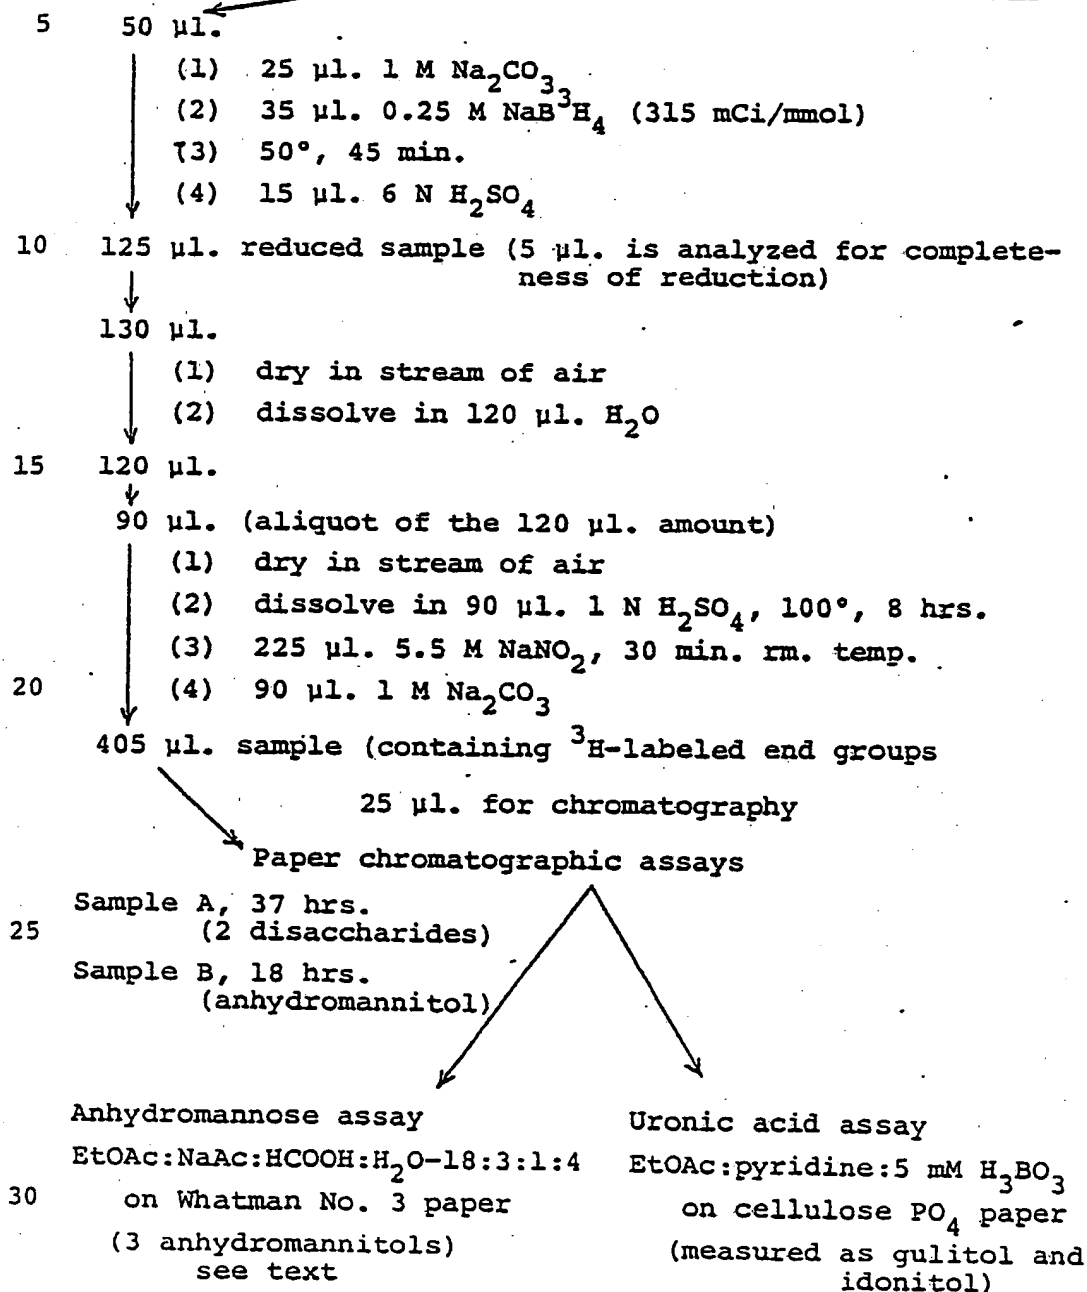 5 50 µl.
(1) 25 µl. 1 M Na2CO3
(2) 35 µl. 0.25 M NaB³H4 (315 mCi/mmol)
(3) 50°, 45 min.
(4) 15 µl. 6 N H2SO4
10 125 µl. reduced sample (5 µl. is analyzed for complete-
ness of reduction)
130 µl.
(1) dry in stream of air
(2) dissolve in 120 µl. H2O
15 120 µl.
90 µl. (aliquot of the 120 µl. amount)
(1) dry in stream of air
(2) dissolve in 90 µl. 1 N H2SO4, 100°, 8 hrs.
(3) 225 µl. 5.5 M NaNO2, 30 min. rm. temp.
20 (4) 90 µl. 1 M Na2CO3
405 µl. sample (containing ³H-labeled end groups
25 µl. for chromatography
Paper chromatographic assays
Sample A, 37 hrs.
25 (2 disaccharides)
Sample B, 18 hrs.
(anhydromannitol)
Anhydromannose assay
EtOAc:NaAc:HCOOH:H2O-18:3:1:4
30 on Whatman No. 3 paper
(3 anhydromannitols)
see text
Uronic acid assay
EtOAc:pyridine:5 mM H3BO3
on cellulose PO4 paper
(measured as gulitol and
idonitol)